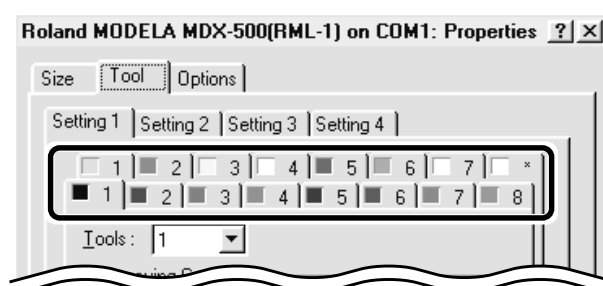 Roland MODELA MDX-500(RML-1) on COM1: Properties ? ×
Size Tool Options
Setting 1 Setting 2 Setting 3 Setting 4
1 2 3 4 5 6 7 *
1 2 3 4 5 6 7 8
Tools : 1